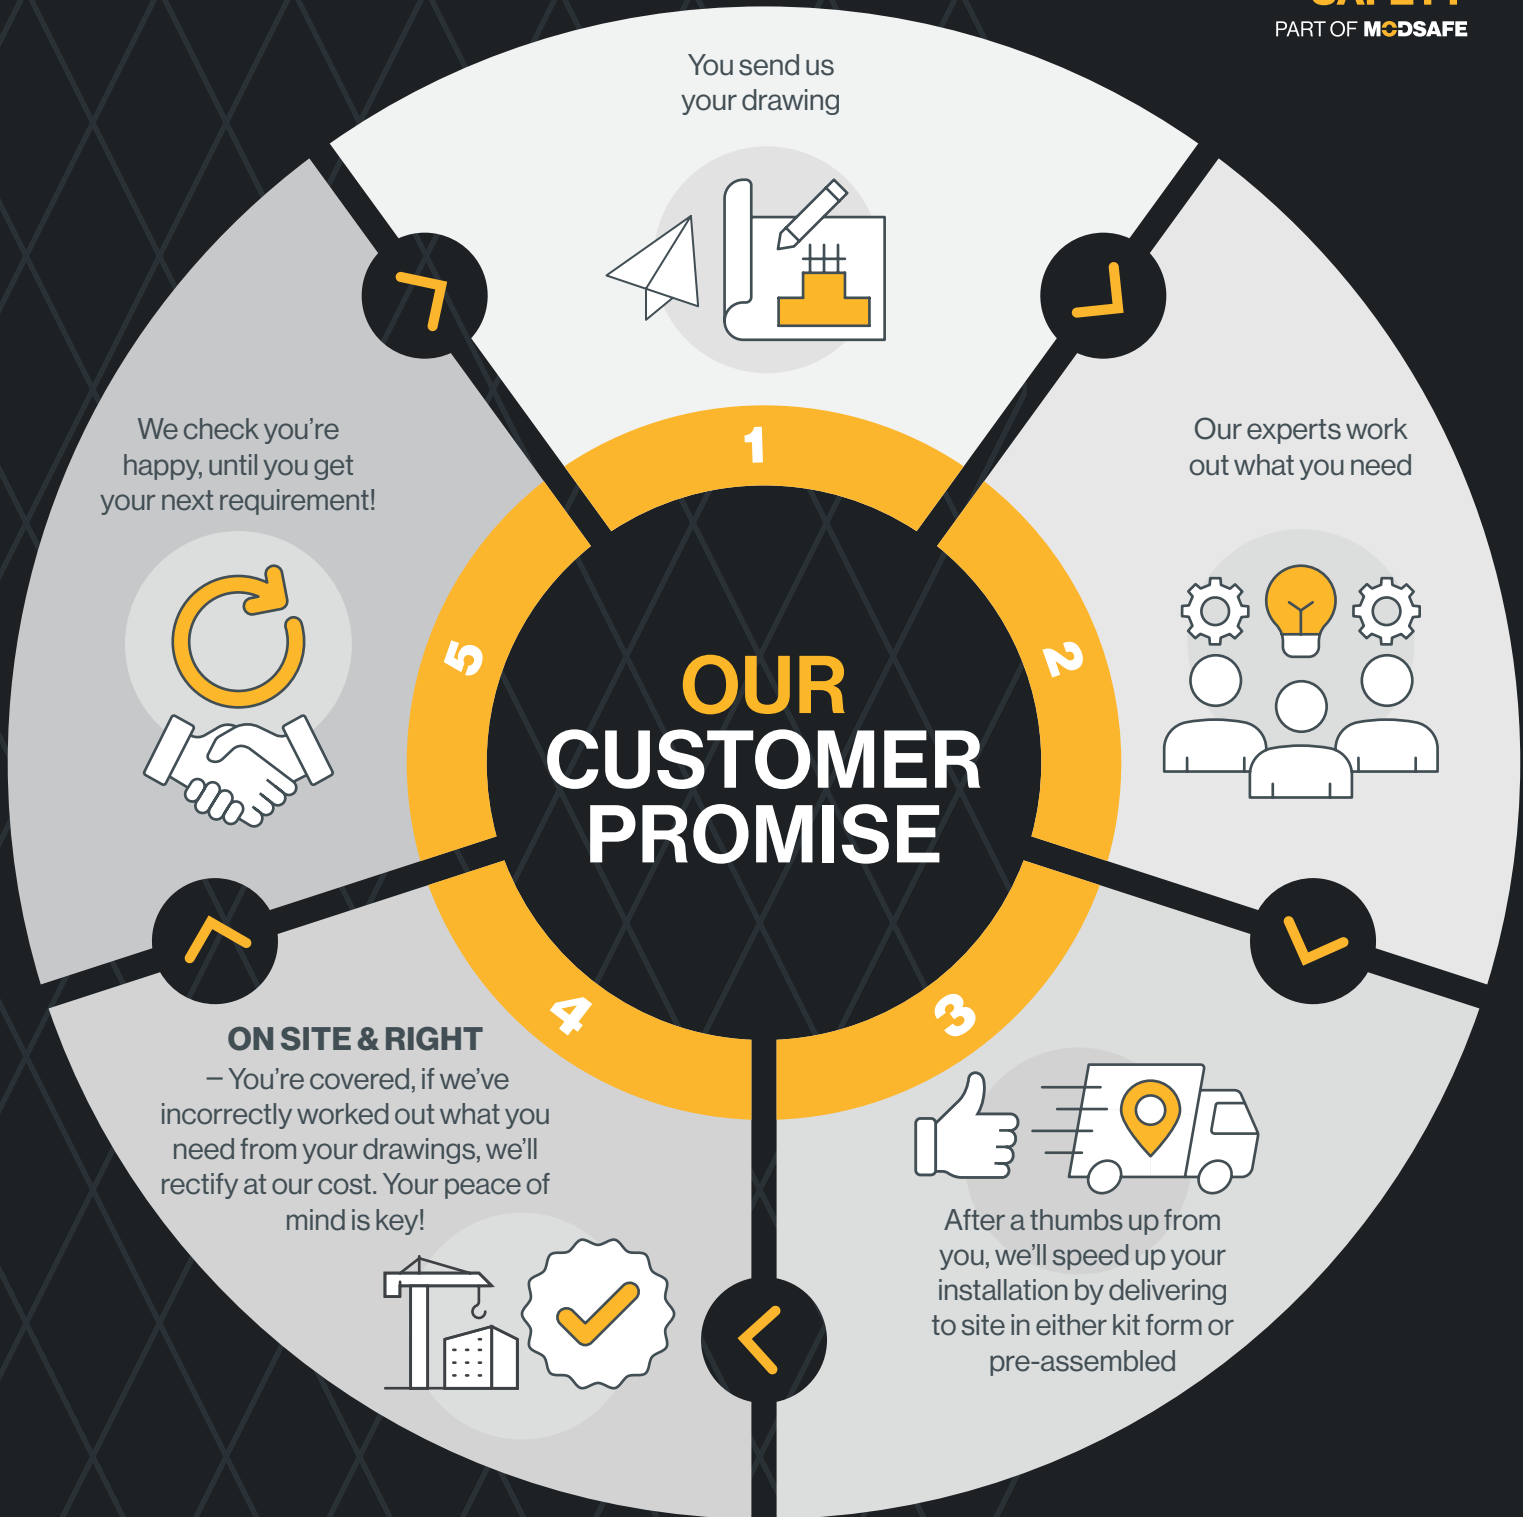 SAFETY
PART OF MODSAFE
You send us
your drawing
1
Our experts work
out what you need
2
After a thumbs up from
you, we'll speed up your
installation by delivering
to site in either kit form or
pre-assembled
3
ON SITE & RIGHT
– You're covered, if we've
incorrectly worked out what you
need from your drawings, we'll
rectify at our cost. Your peace of
mind is key!
4
We check you're
happy, until you get
your next requirement!
5
OUR
CUSTOMER
PROMISE